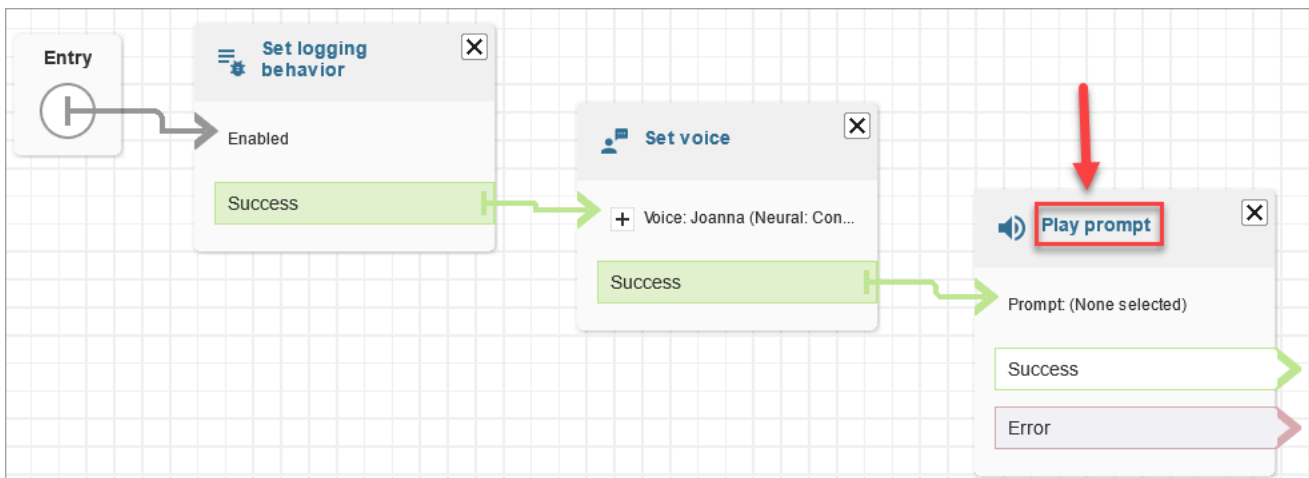 Entry
Set logging
behavior
Enabled
Success
Set voice
Voice: Joanna (Neural: Con...
Success
Play prompt
Prompt: (None selected)
Success
Error